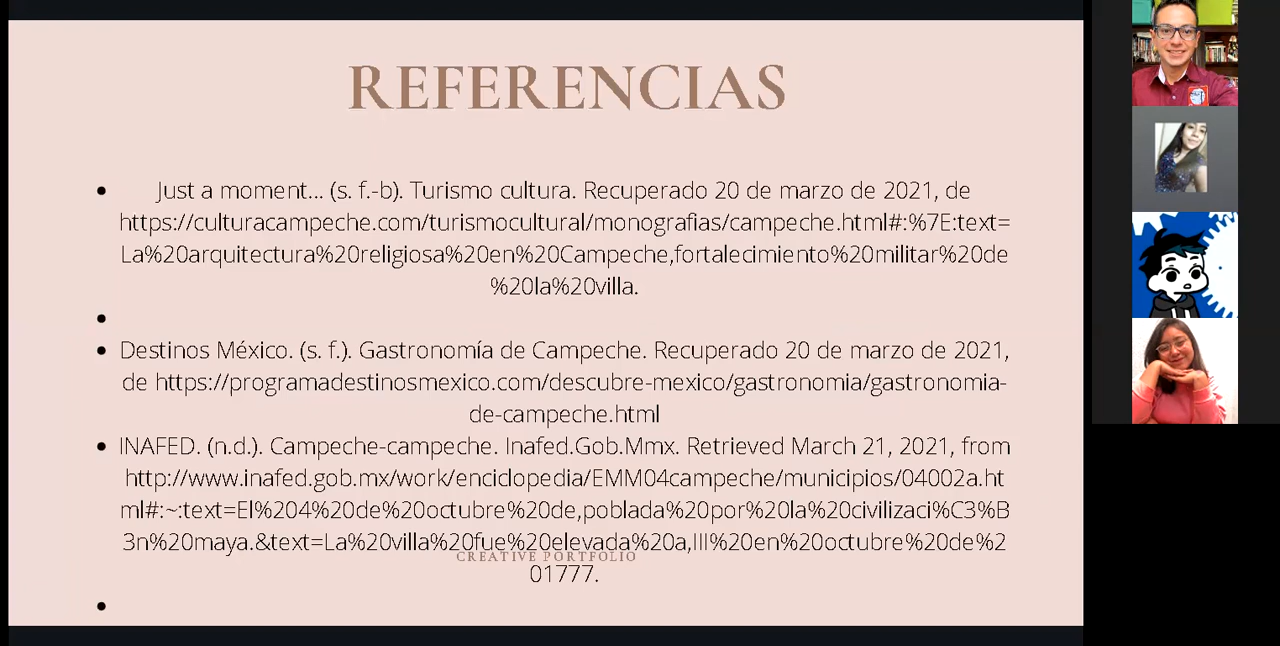 REFERENCIAS
Just a moment... (s. f.-b). Turismo cultura. Recuperado 20 de marzo de 2021, de
https://culturacampeche.com/turismocultural/monografias/campeche.html#:%7E:text=
La%20arquitectura%20religiosa%20en%20Campeche,fortalecimiento%20militar%20de
%20la%20villa.
Destinos México. (s. f.). Gastronomía de Campeche. Recuperado 20 de marzo de 2021,
de https://programadestinosmexico.com/descubre-mexico/gastronomia/gastronomia-
de-campeche.html
INAFED. (n.d.). Campeche-campeche. Inafed.Gob.Mmx. Retrieved March 21, 2021, from
http://www.inafed.gob.mx/work/enciclopedia/EMM04campeche/municipios/04002a.ht
ml#:~:text=El%204%20de%20octubre%20de,poblada%20por%20la%20civilizaci%C3%B
3n%20maya.&text=La%20villa%20fue%20elevada%20a,III%20en%20octubre%20de%2
CREATIVE PORTFOLIO
01777.